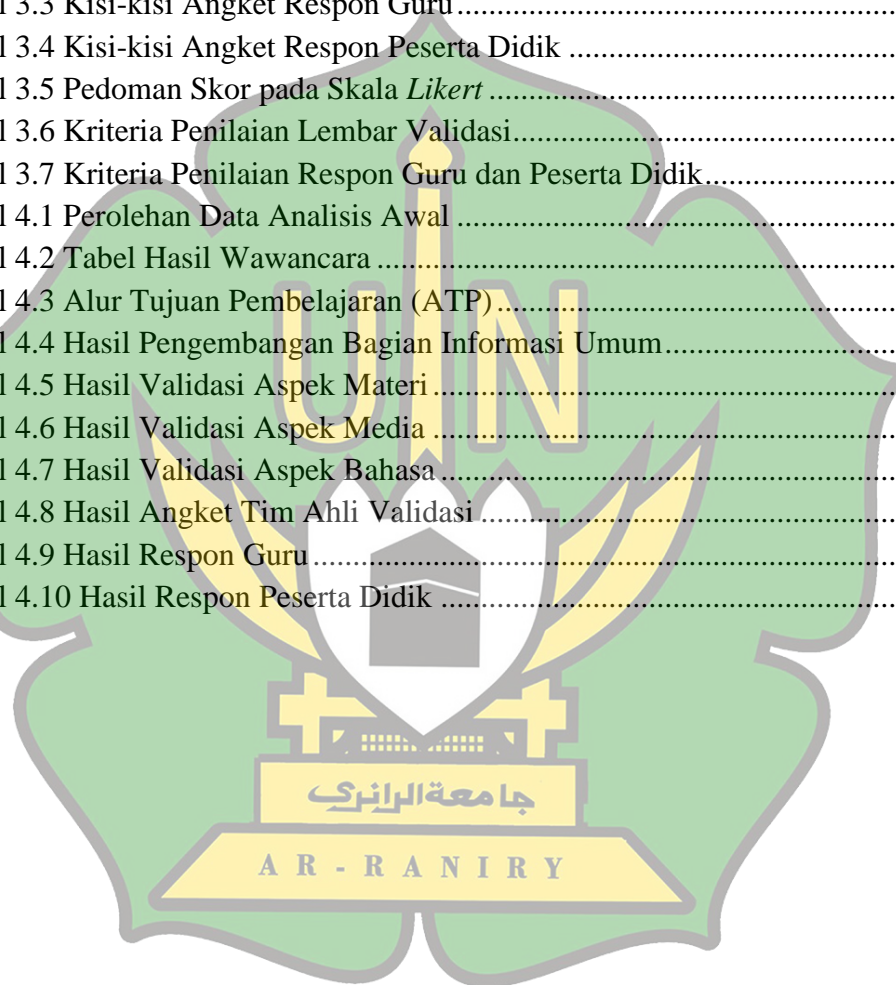 l 3.3 Kisi-kisi Angket Respon Guru
l 3.4 Kisi-kisi Angket Respon Peserta Didik
l 3.5 Pedoman Skor pada Skala Likert
l 3.6 Kriteria Penilaian Lembar Validasi
l 3.7 Kriteria Penilaian Respon Guru dan Peserta Didik
l 4.1 Perolehan Data Analisis Awal
l 4.2 Tabel Hasil Wawancara
l 4.3 Alur Tujuan Pembelajaran (ATP)
l 4.4 Hasil Pengembangan Bagian Informasi Umum
l 4.5 Hasil Validasi Aspek Materi
l 4.6 Hasil Validasi Aspek Media
l 4.7 Hasil Validasi Aspek Bahasa
l 4.8 Hasil Angket Tim Ahli Validasi
l 4.9 Hasil Respon Guru
l 4.10 Hasil Respon Peserta Didik
UIN
جامعة الرانري
AR-RANIRY